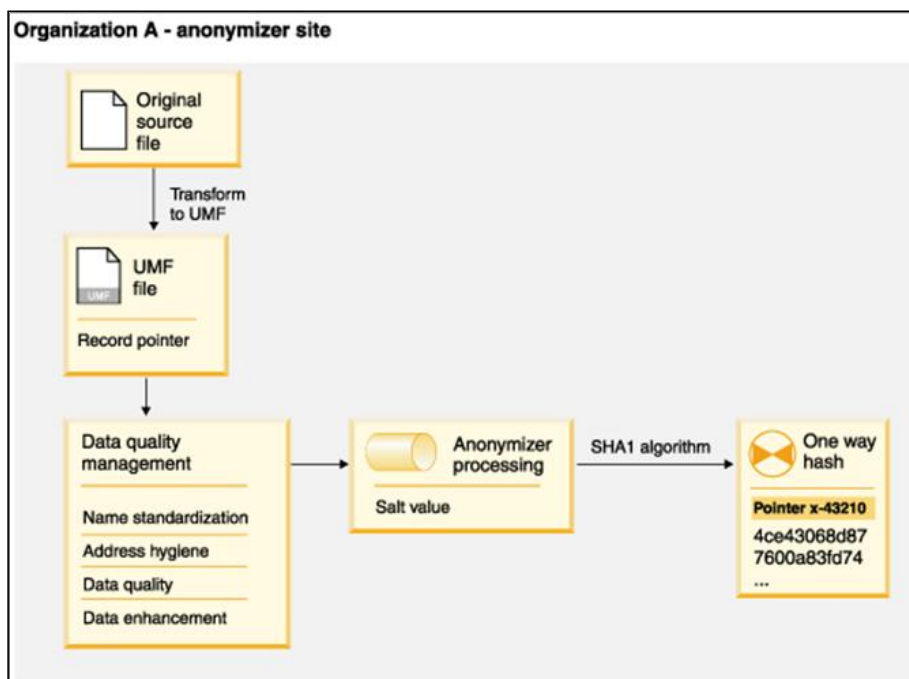 Organization A - anonymizer site
Original
source
file
Transform
to UMF
UMF
UMF
file
Record pointer
Data quality
management
Name standardization
Address hygiene
Data quality
Data enhancement
Anonymizer
processing
Salt value
SHA1 algorithm
One way
hash
Pointer x-43210
4ce43068d87
7600a83fd74
...